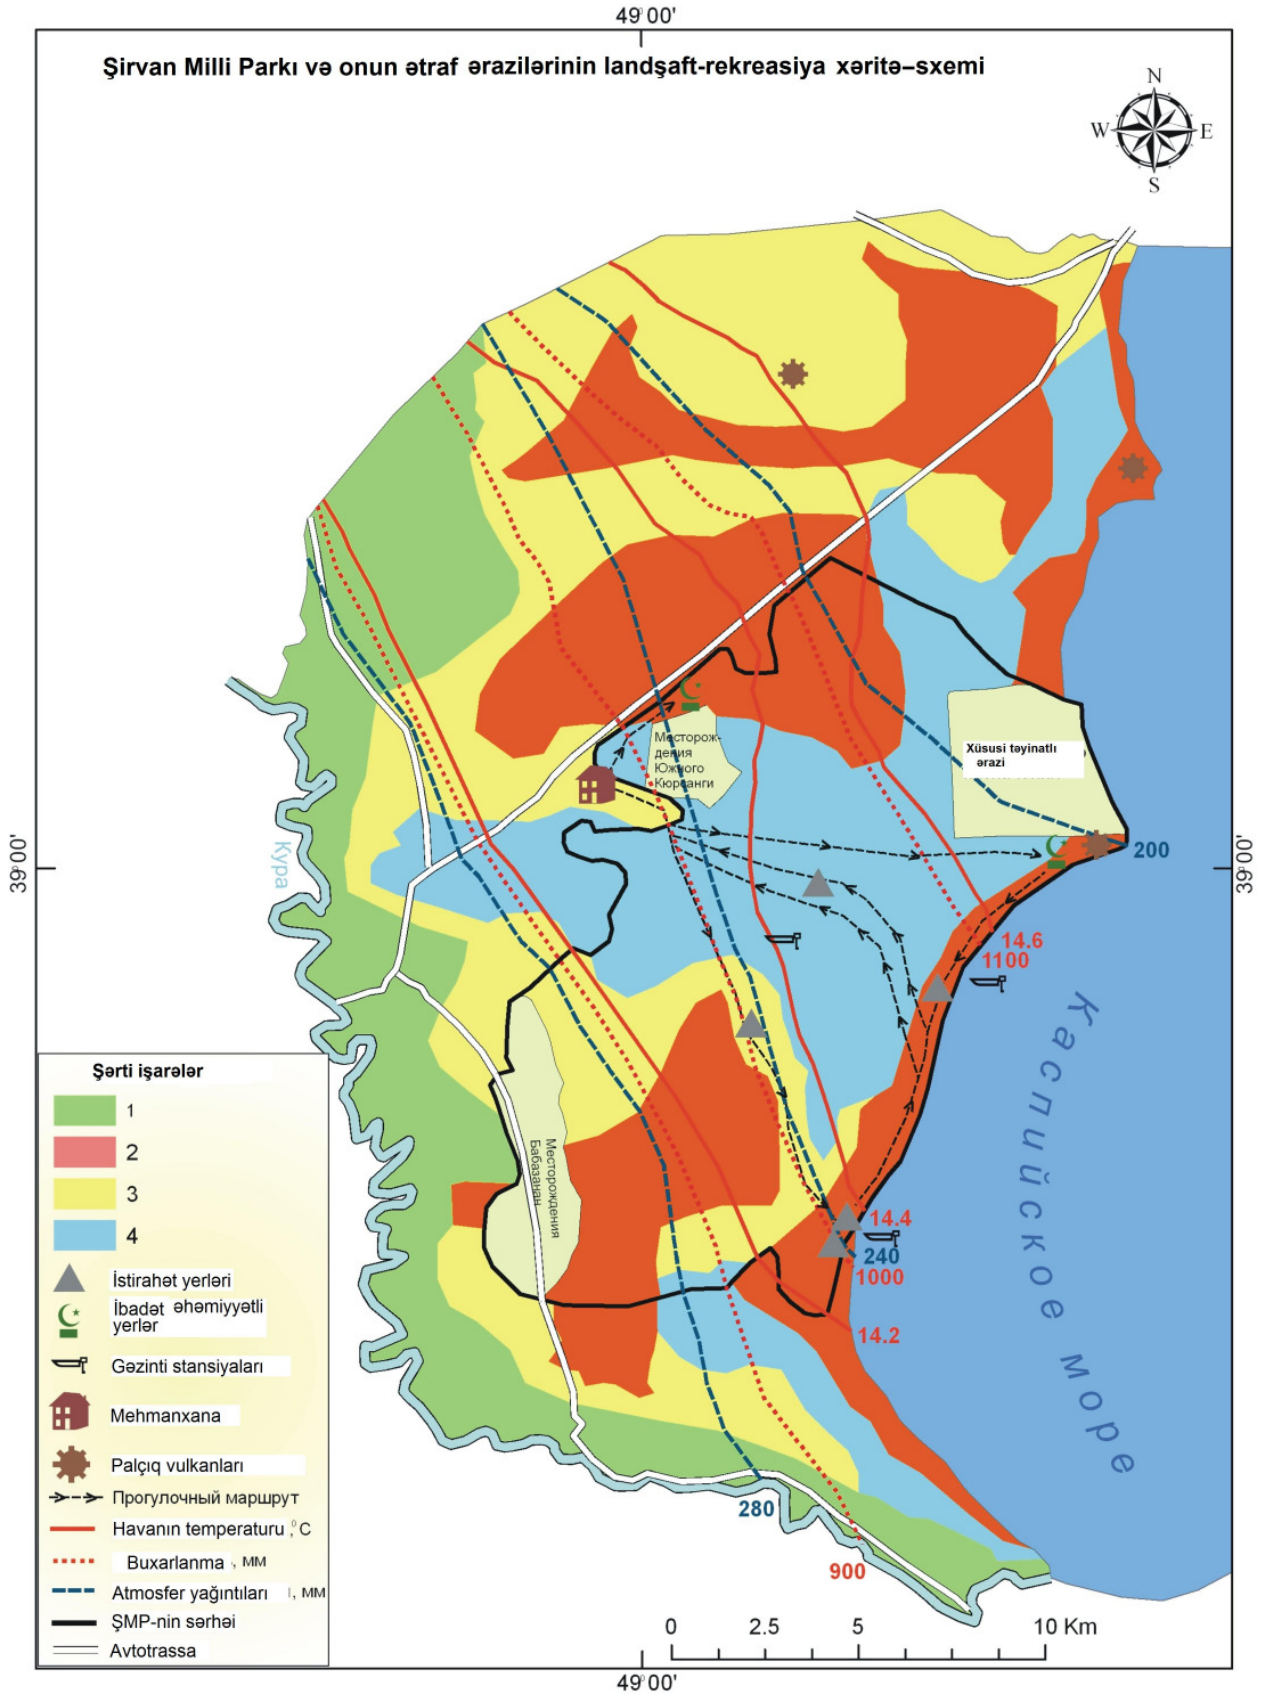 49°00'
Şirvan Milli Parkı və onun ətraf ərazilərinin landşaft-rekreasiya xəritə–sxemi
N
W E
S
Месторож-
дения
Южного
Кюрсанги
Xüsusi təyinatlı
ərazi
200
39°00'
39°00'
Кура
14.6
1100
Каспийское море
Месторождения
Бабазанан
14.4
240
1000
14.2
280
900
Şərti işarələr
1
2
3
4
İstirahət yerləri
İbadət əhəmiyyətli
yerlər
Gəzinti stansiyaları
Mehmanxana
Palçıq vulkanları
Прогулочный маршрут
Havanın temperaturu ,°C
Buxarlanma , мм
Atmosfer yağıntıları , мм
ŞMP-nin sərhəi
Avtotrassa
0 2.5 5 10 Km
49°00'